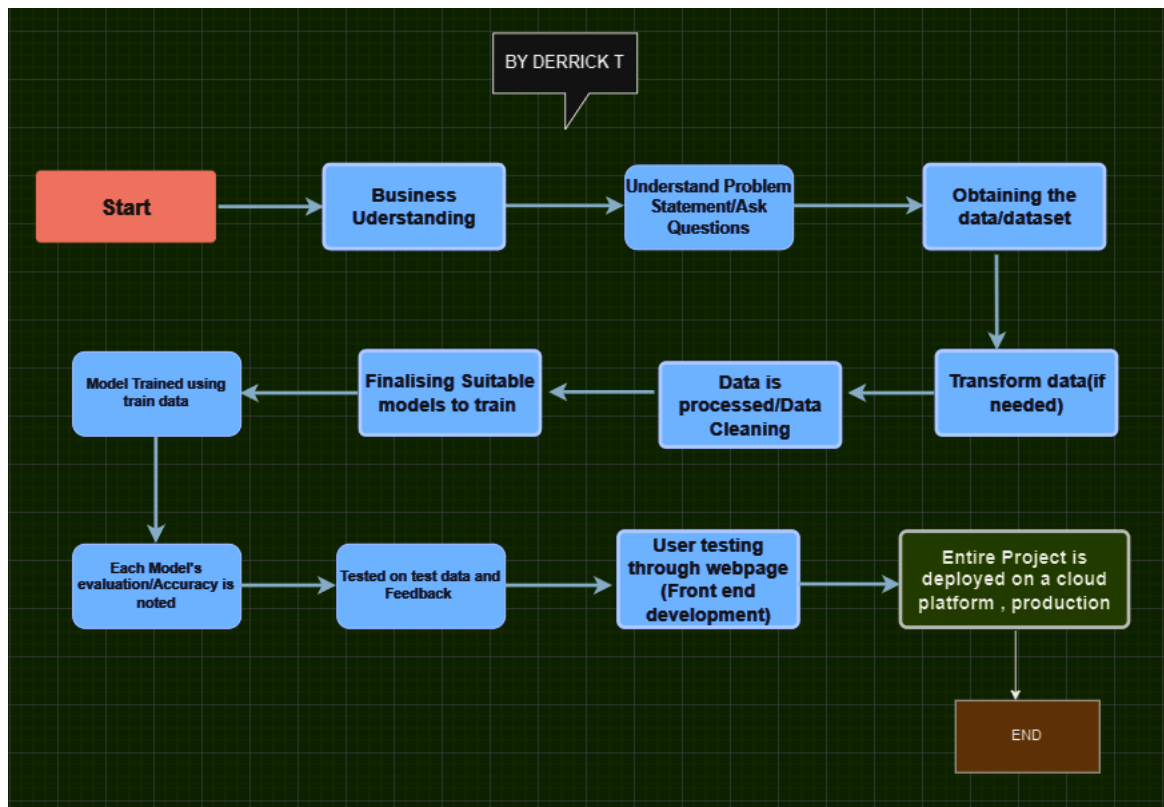 BY DERRICK T
Start
Business
Uderstanding
Understand Problem
Statement/Ask
Questions
Obtaining the
data/dataset
Transform data(if
needed)
Data is
processed/Data
Cleaning
Finalising Suitable
models to train
Model Trained using
train data
Each Model's
evaluation/Accuracy is
noted
Tested on test data and
Feedback
User testing
through webpage
(Front end
development)
Entire Project is
deployed on a cloud
platform , production
END